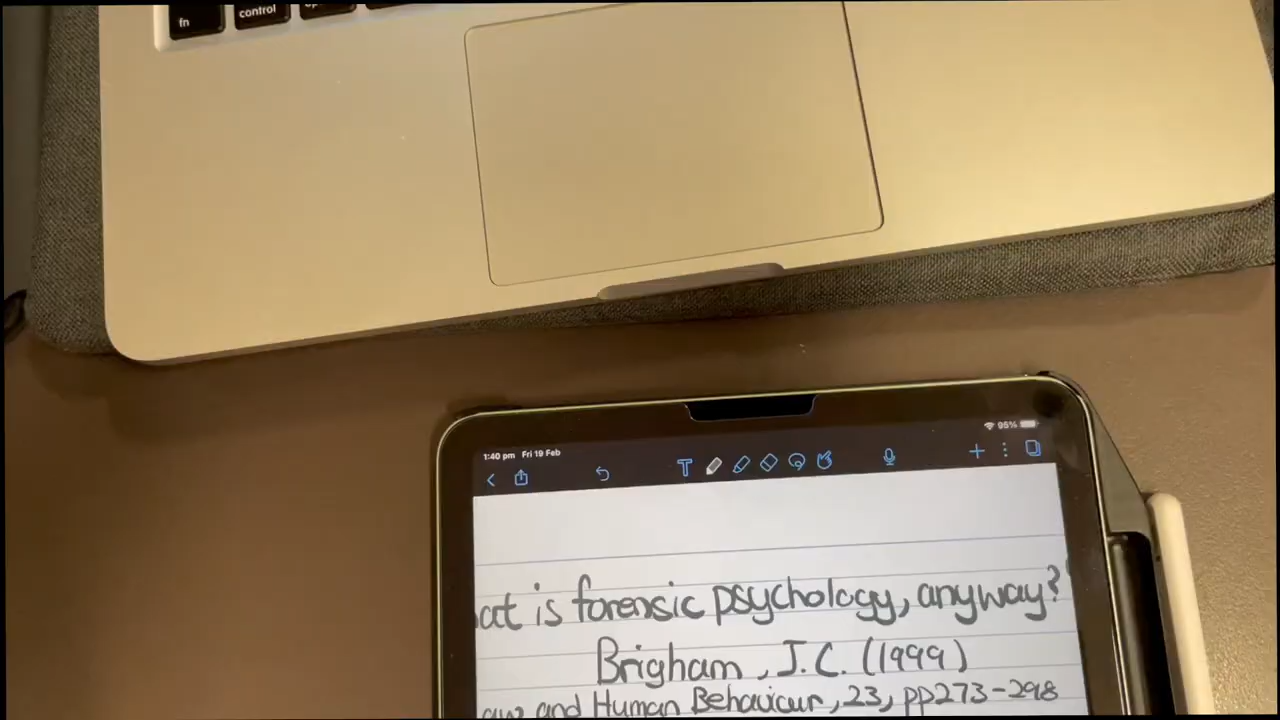 fn control
1:40 pm Fri 19 Feb
95%
T
at is forensic psychology, anyway?
Brigham, J.C. (1999)
aw and Human Behaviour, 23, pp273-298